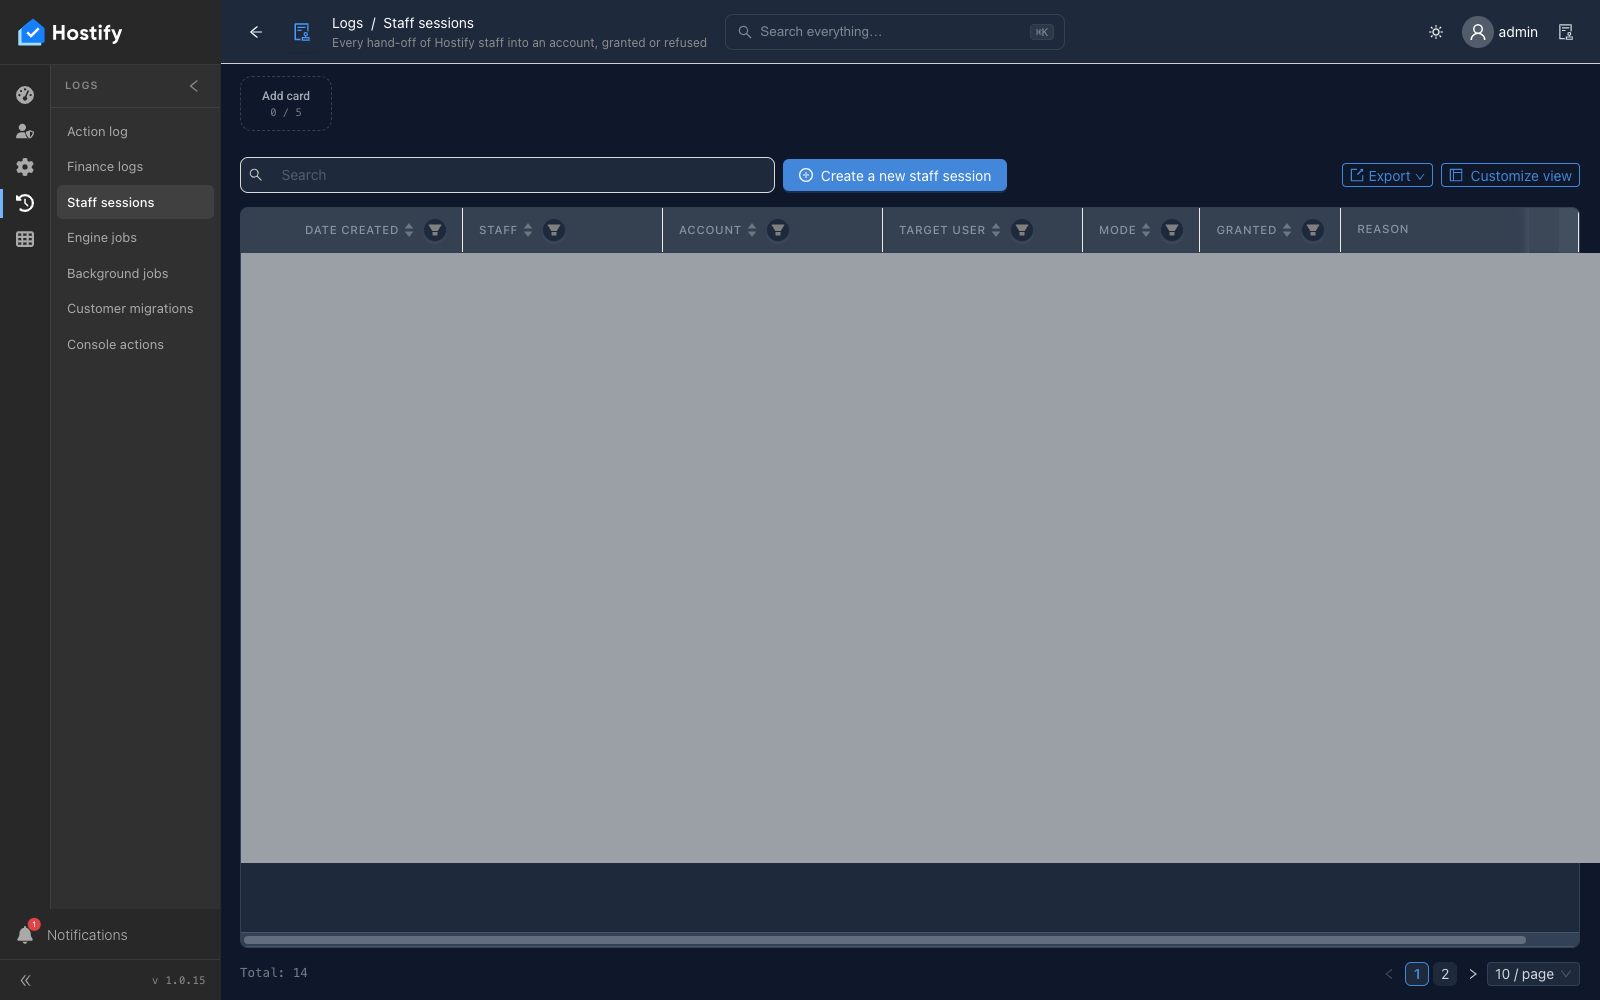 Hostify
Logs / Staff sessions
Every hand-off of Hostify staff into an account, granted or refused
Search everything...
⌘K
admin
LOGS
Action log
Finance logs
Staff sessions
Engine jobs
Background jobs
Customer migrations
Console actions
1
Notifications
v 1.0.15
Add card
0 / 5
Search
Create a new staff session
Export
Customize view
DATE CREATED
STAFF
ACCOUNT
TARGET USER
MODE
GRANTED
REASON
Total: 14
1
2
10 / page